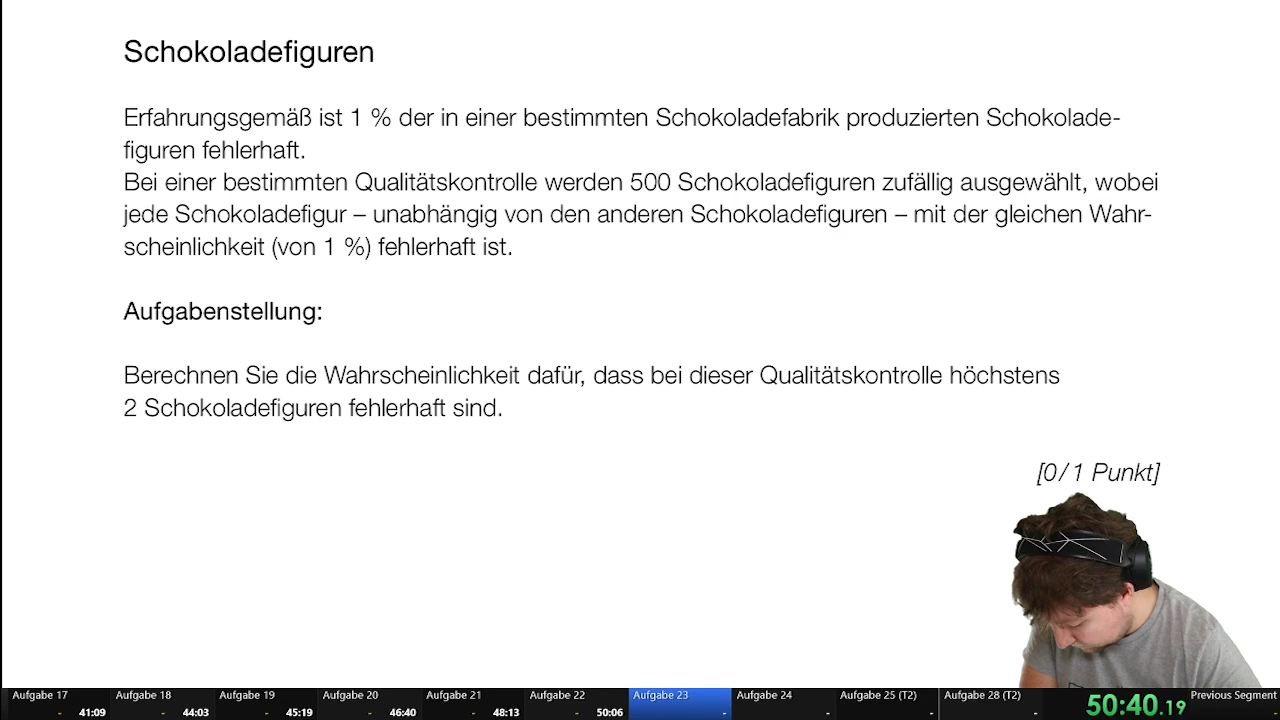 Schokoladefiguren
Erfahrungsgemäß ist 1 % der in einer bestimmten Schokoladefabrik produzierten Schokolade-
figuren fehlerhaft.
Bei einer bestimmten Qualitätskontrolle werden 500 Schokoladefiguren zufällig ausgewählt, wobei
jede Schokoladefigur – unabhängig von den anderen Schokoladefiguren – mit der gleichen Wahr-
scheinlichkeit (von 1 %) fehlerhaft ist.
Aufgabenstellung:
Berechnen Sie die Wahrscheinlichkeit dafür, dass bei dieser Qualitätskontrolle höchstens
2 Schokoladefiguren fehlerhaft sind.
[0/1 Punkt]
Aufgabe 17 Aufgabe 18 Aufgabe 19 Aufgabe 20 Aufgabe 21 Aufgabe 22 Aufgabe 23 Aufgabe 24 Aufgabe 25 (T2) Aufgabe 28 (T2) 50:40.19 Previous Segment
- 41:09 - 44:03 - 45:19 - 46:40 - 48:13 - 50:06 - - - - -